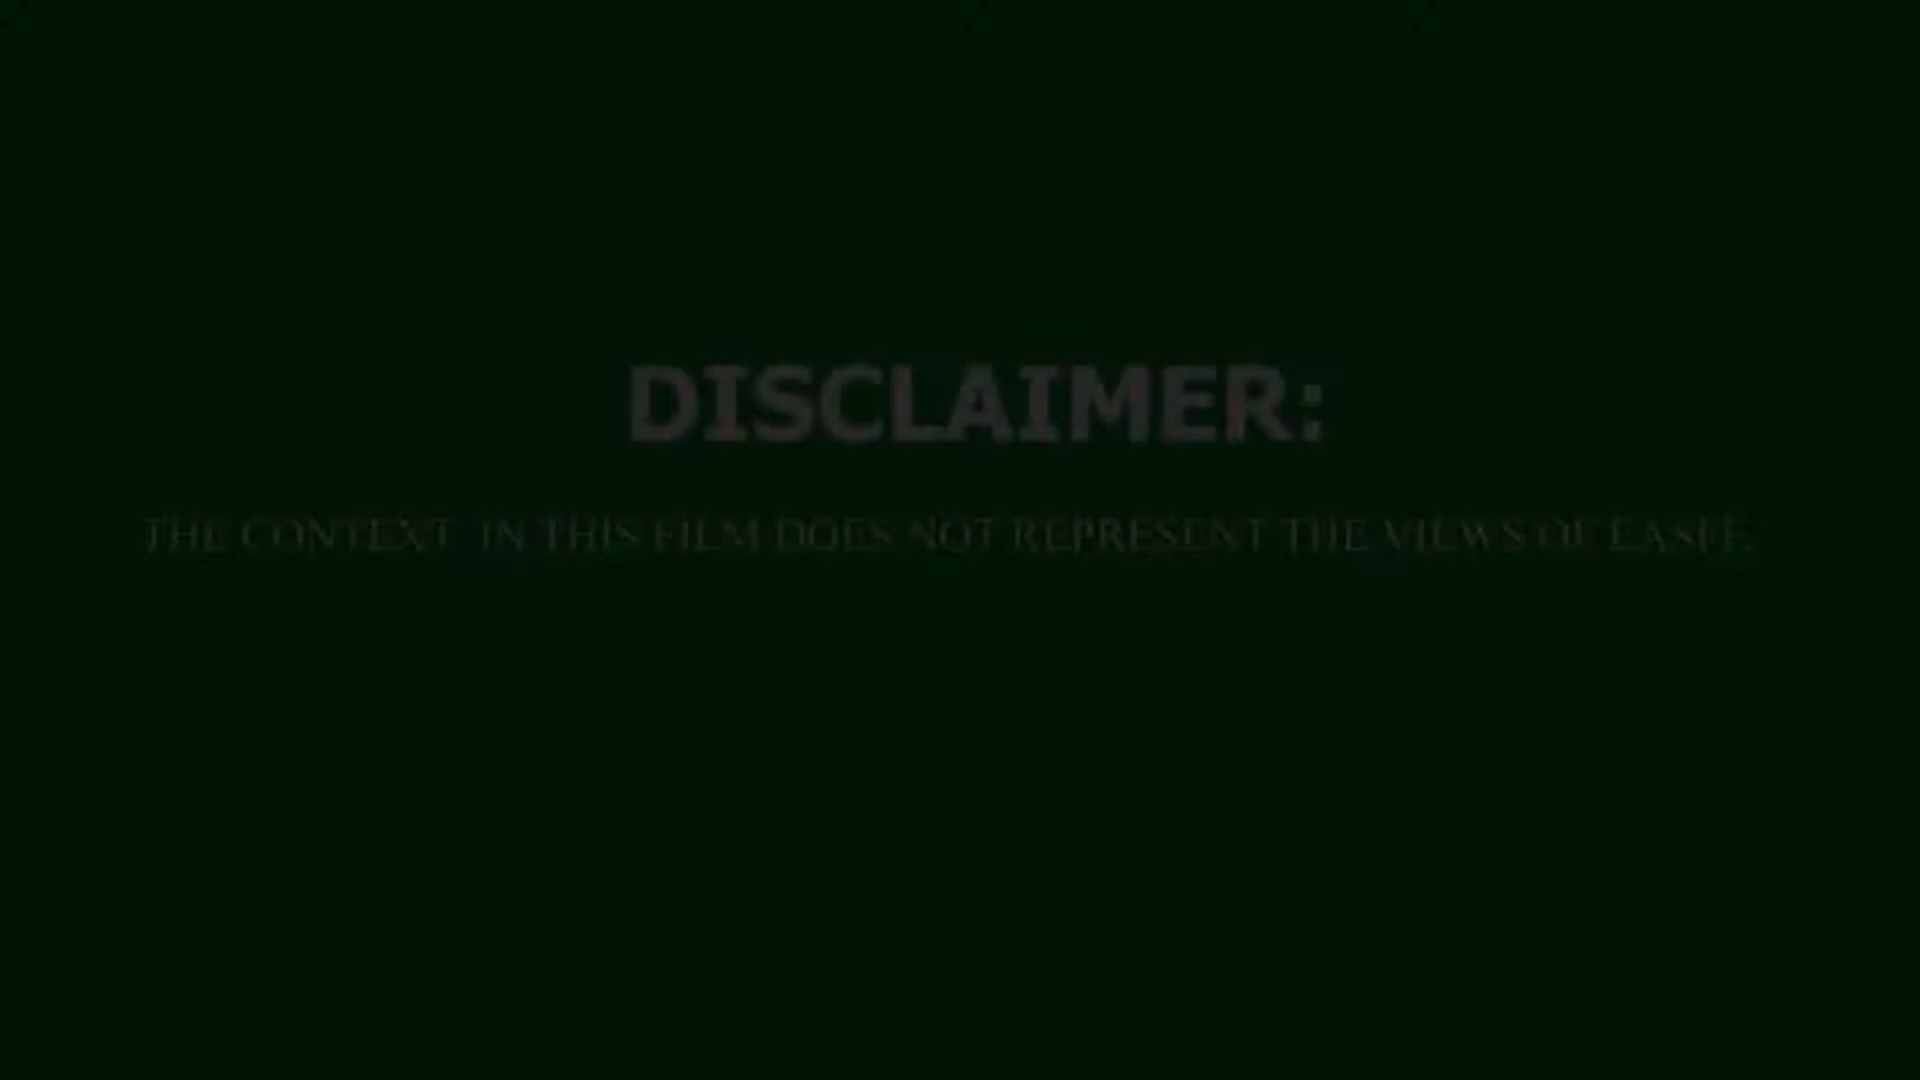 DISCLAIMER:
THE CONTEXT IN THIS FILM DOES NOT REPRESENT THE VIEWS OF